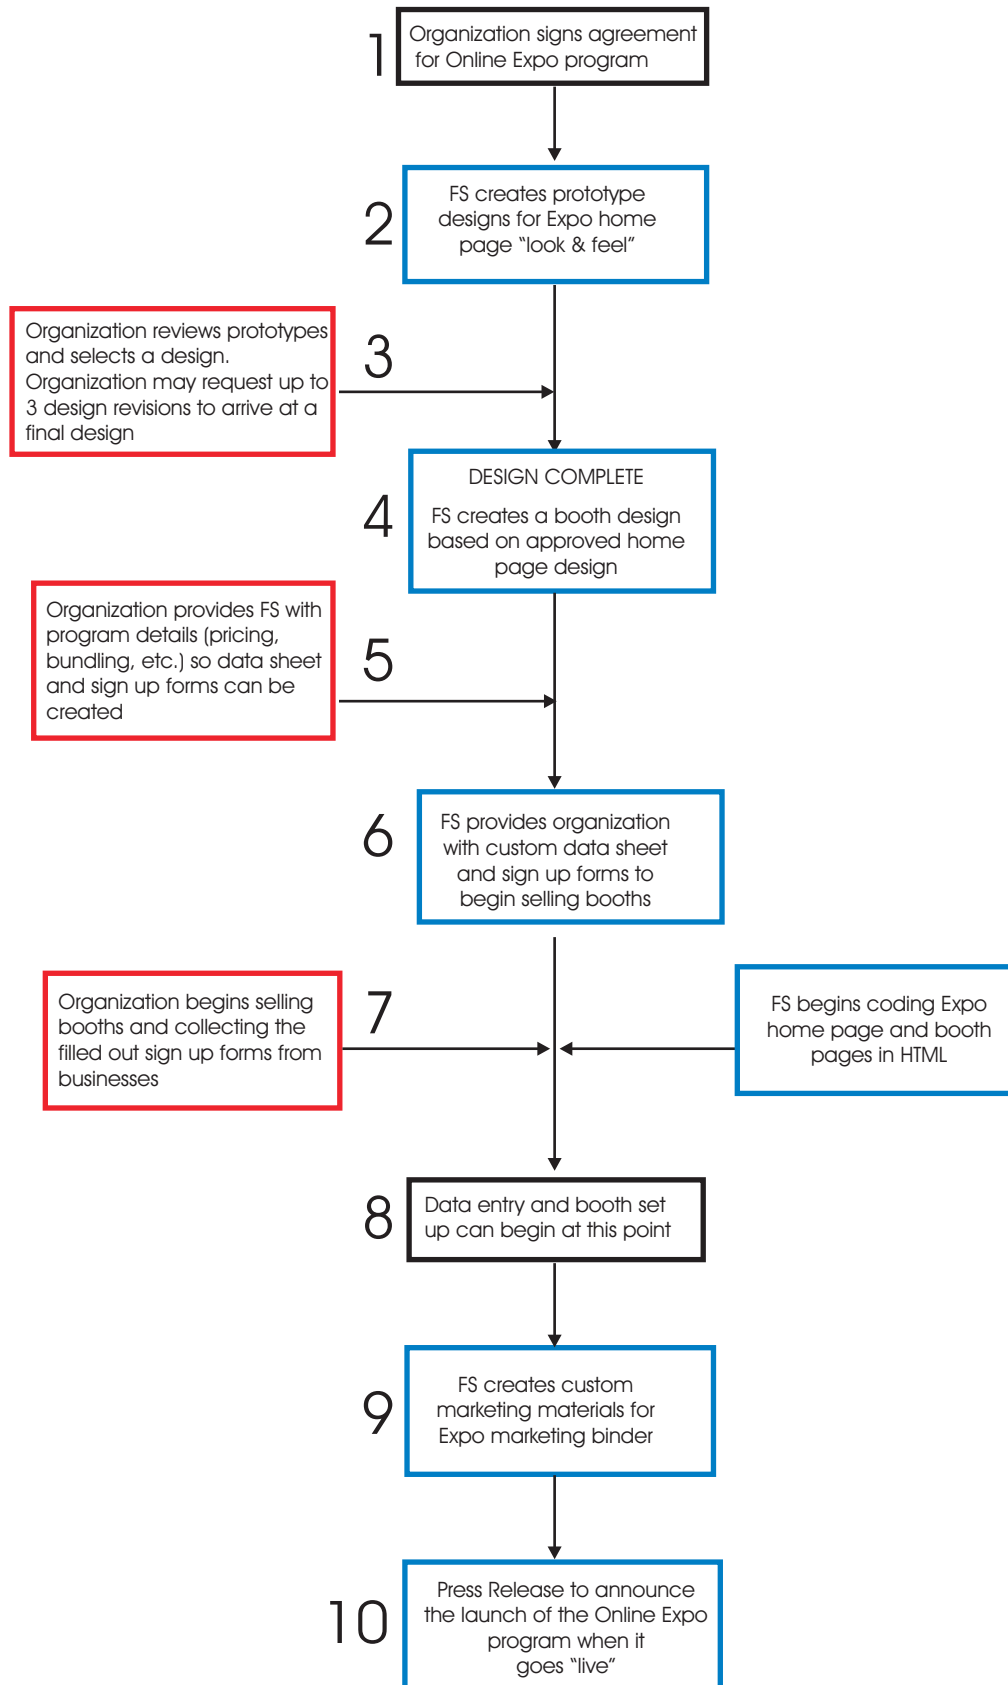 1
Organization signs agreement
for Online Expo program
2
FS creates prototype
designs for Expo home
page “look & feel”
Organization reviews prototypes
and selects a design.
Organization may request up to
3 design revisions to arrive at a
final design
3
4
DESIGN COMPLETE
FS creates a booth design
based on approved home
page design
Organization provides FS with
program details (pricing,
bundling, etc.) so data sheet
and sign up forms can be
created
5
6
FS provides organization
with custom data sheet
and sign up forms to
begin selling booths
Organization begins selling
booths and collecting the
filled out sign up forms from
businesses
7
FS begins coding Expo
home page and booth
pages in HTML
8
Data entry and booth set
up can begin at this point
9
FS creates custom
marketing materials for
Expo marketing binder
10
Press Release to announce
the launch of the Online Expo
program when it
goes “live”